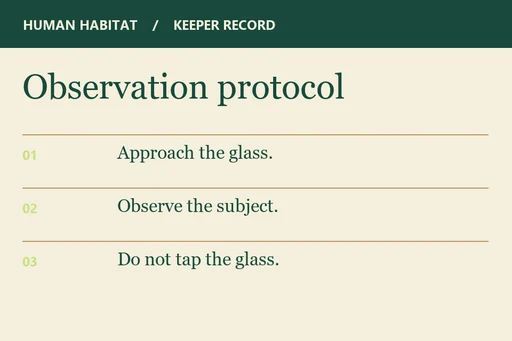 HUMAN HABITAT / KEEPER RECORD
Observation protocol
01 Approach the glass.
02 Observe the subject.
03 Do not tap the glass.